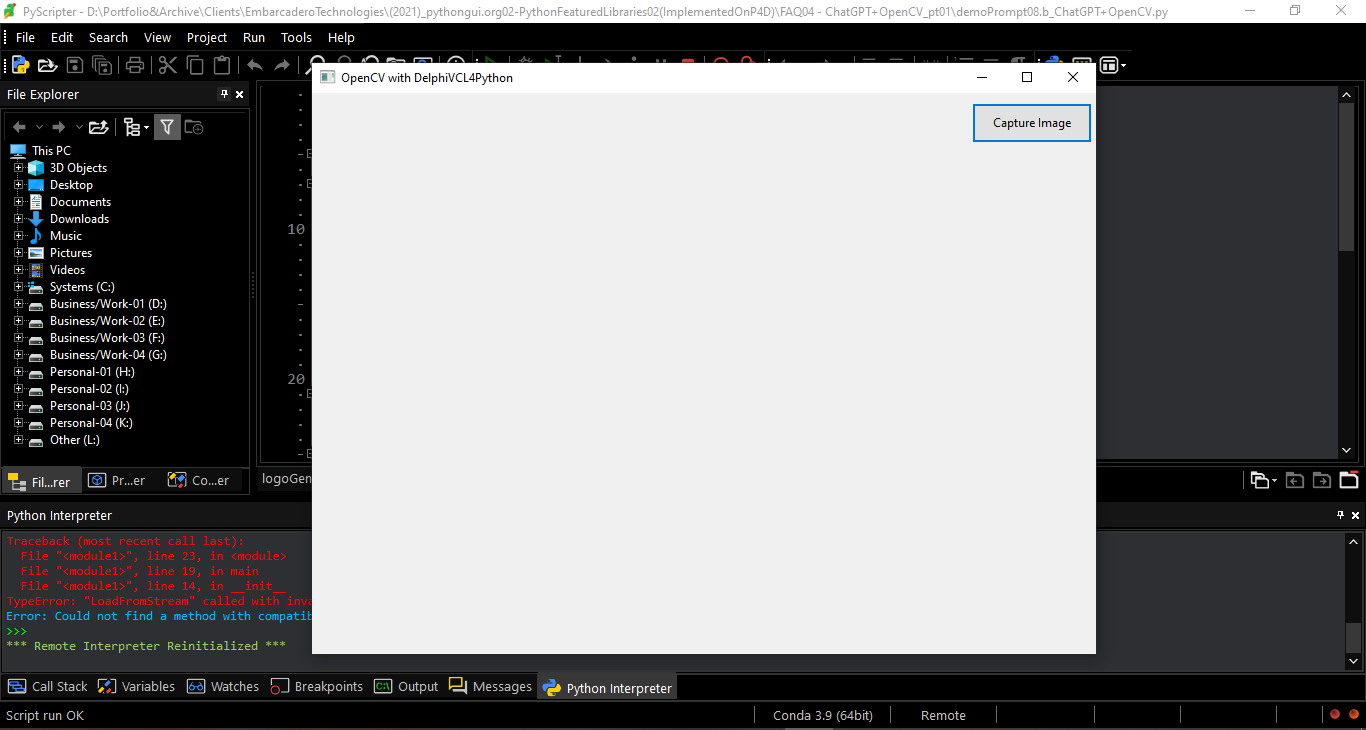 PyScripter - D:\Portfolio&Archive\Clients\EmbarcaderoTechnologies\(2021)_pythongui.org02-PythonFeaturedLibraries02(ImplementedOnP4D)\FAQ04 - ChatGPT+OpenCV_pt01\demoPrompt08.b_ChatGPT+OpenCV.py
File Edit Search View Project Run Tools Help
OpenCV with DelphiVCL4Python
File Explorer
Capture Image
This PC
3D Objects
Desktop
Documents
Downloads
Music
Pictures
Videos
Systems (C:)
Business/Work-01 (D:)
Business/Work-02 (E:)
Business/Work-03 (F:)
Business/Work-04 (G:)
Personal-01 (H:)
Personal-02 (I:)
Personal-03 (J:)
Personal-04 (K:)
Other (L:)
10
20
Fil...rer Pr...er Co...er
logoGen
Python Interpreter
Traceback (most recent call last):
File "<module1>", line 23, in <module>
File "<module1>", line 19, in main
File "<module1>", line 14, in __init__
TypeError: "LoadFromStream" called with inva
Error: Could not find a method with compatib
>>>
*** Remote Interpreter Reinitialized ***
Call Stack Variables Watches Breakpoints Output Messages Python Interpreter
Script run OK Conda 3.9 (64bit) Remote